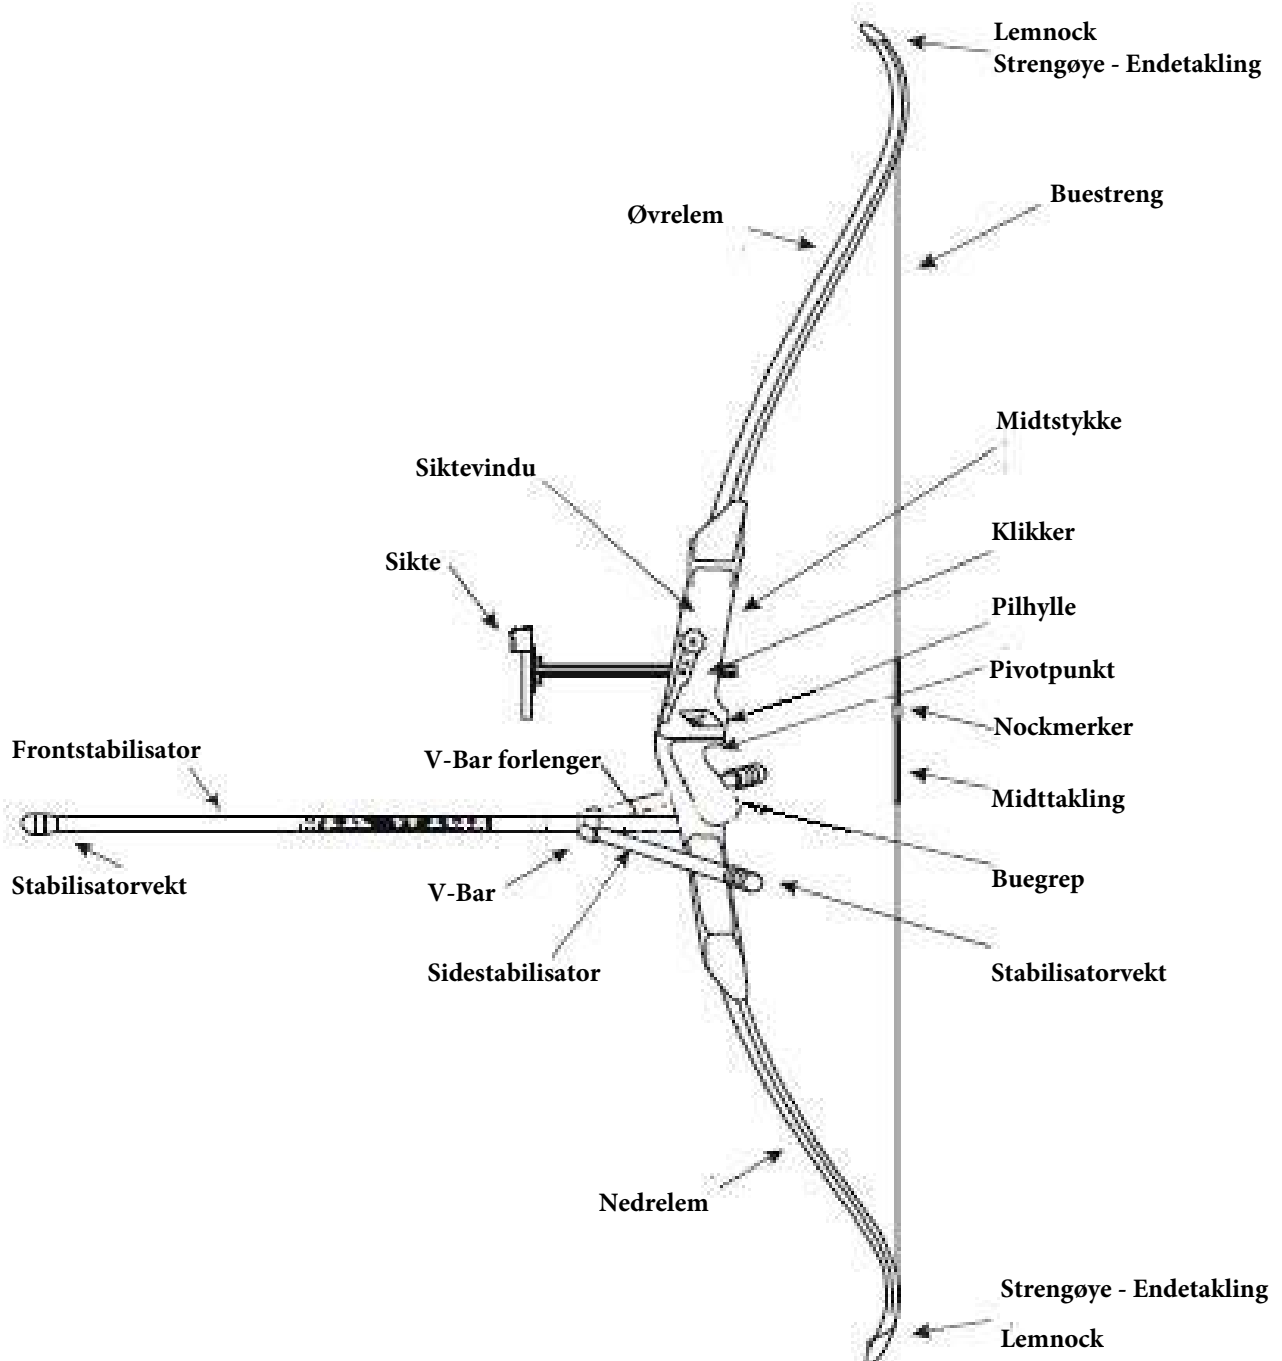 Lemnock
Strengøye - Endetakling
Buestreng
Øvrelem
Midtstykke
Siktevindu
Klikker
Sikte
Pilhylle
Pivotpunkt
Nockmerker
Frontstabilisator
V-Bar forlenger
Midttakling
Stabilisatorvekt
V-Bar
Buegrep
Sidestabilisator
Stabilisatorvekt
Nedrelem
Strengøye - Endetakling
Lemnock